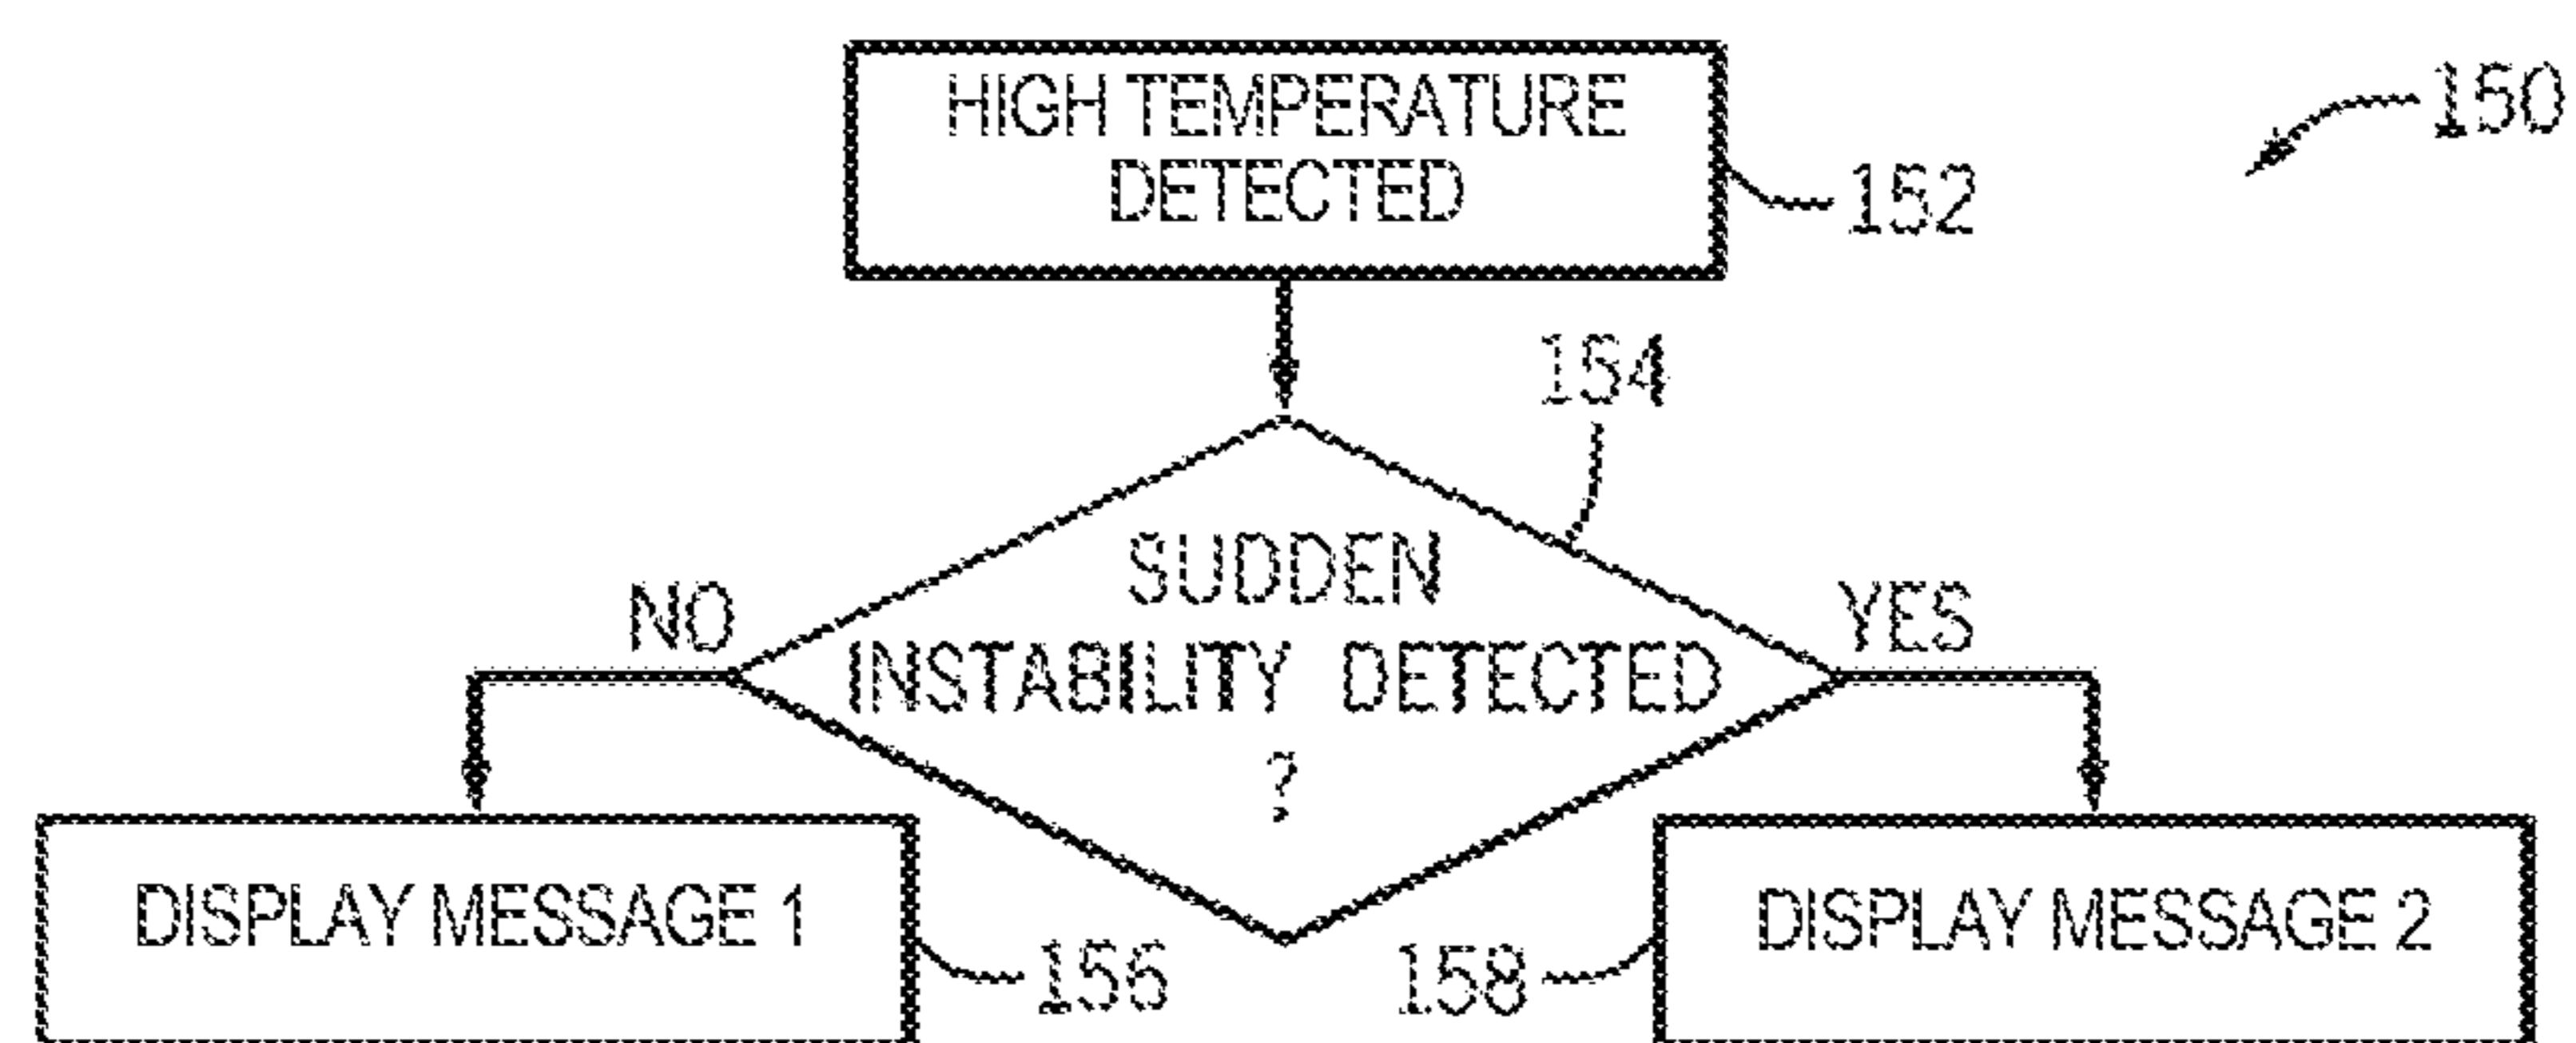 HIGH TEMPERATURE
DETECTED
150
152
154
SUDDEN
INSTABILITY DETECTED
?
NO
YES
DISPLAY MESSAGE 1
156
158
DISPLAY MESSAGE 2